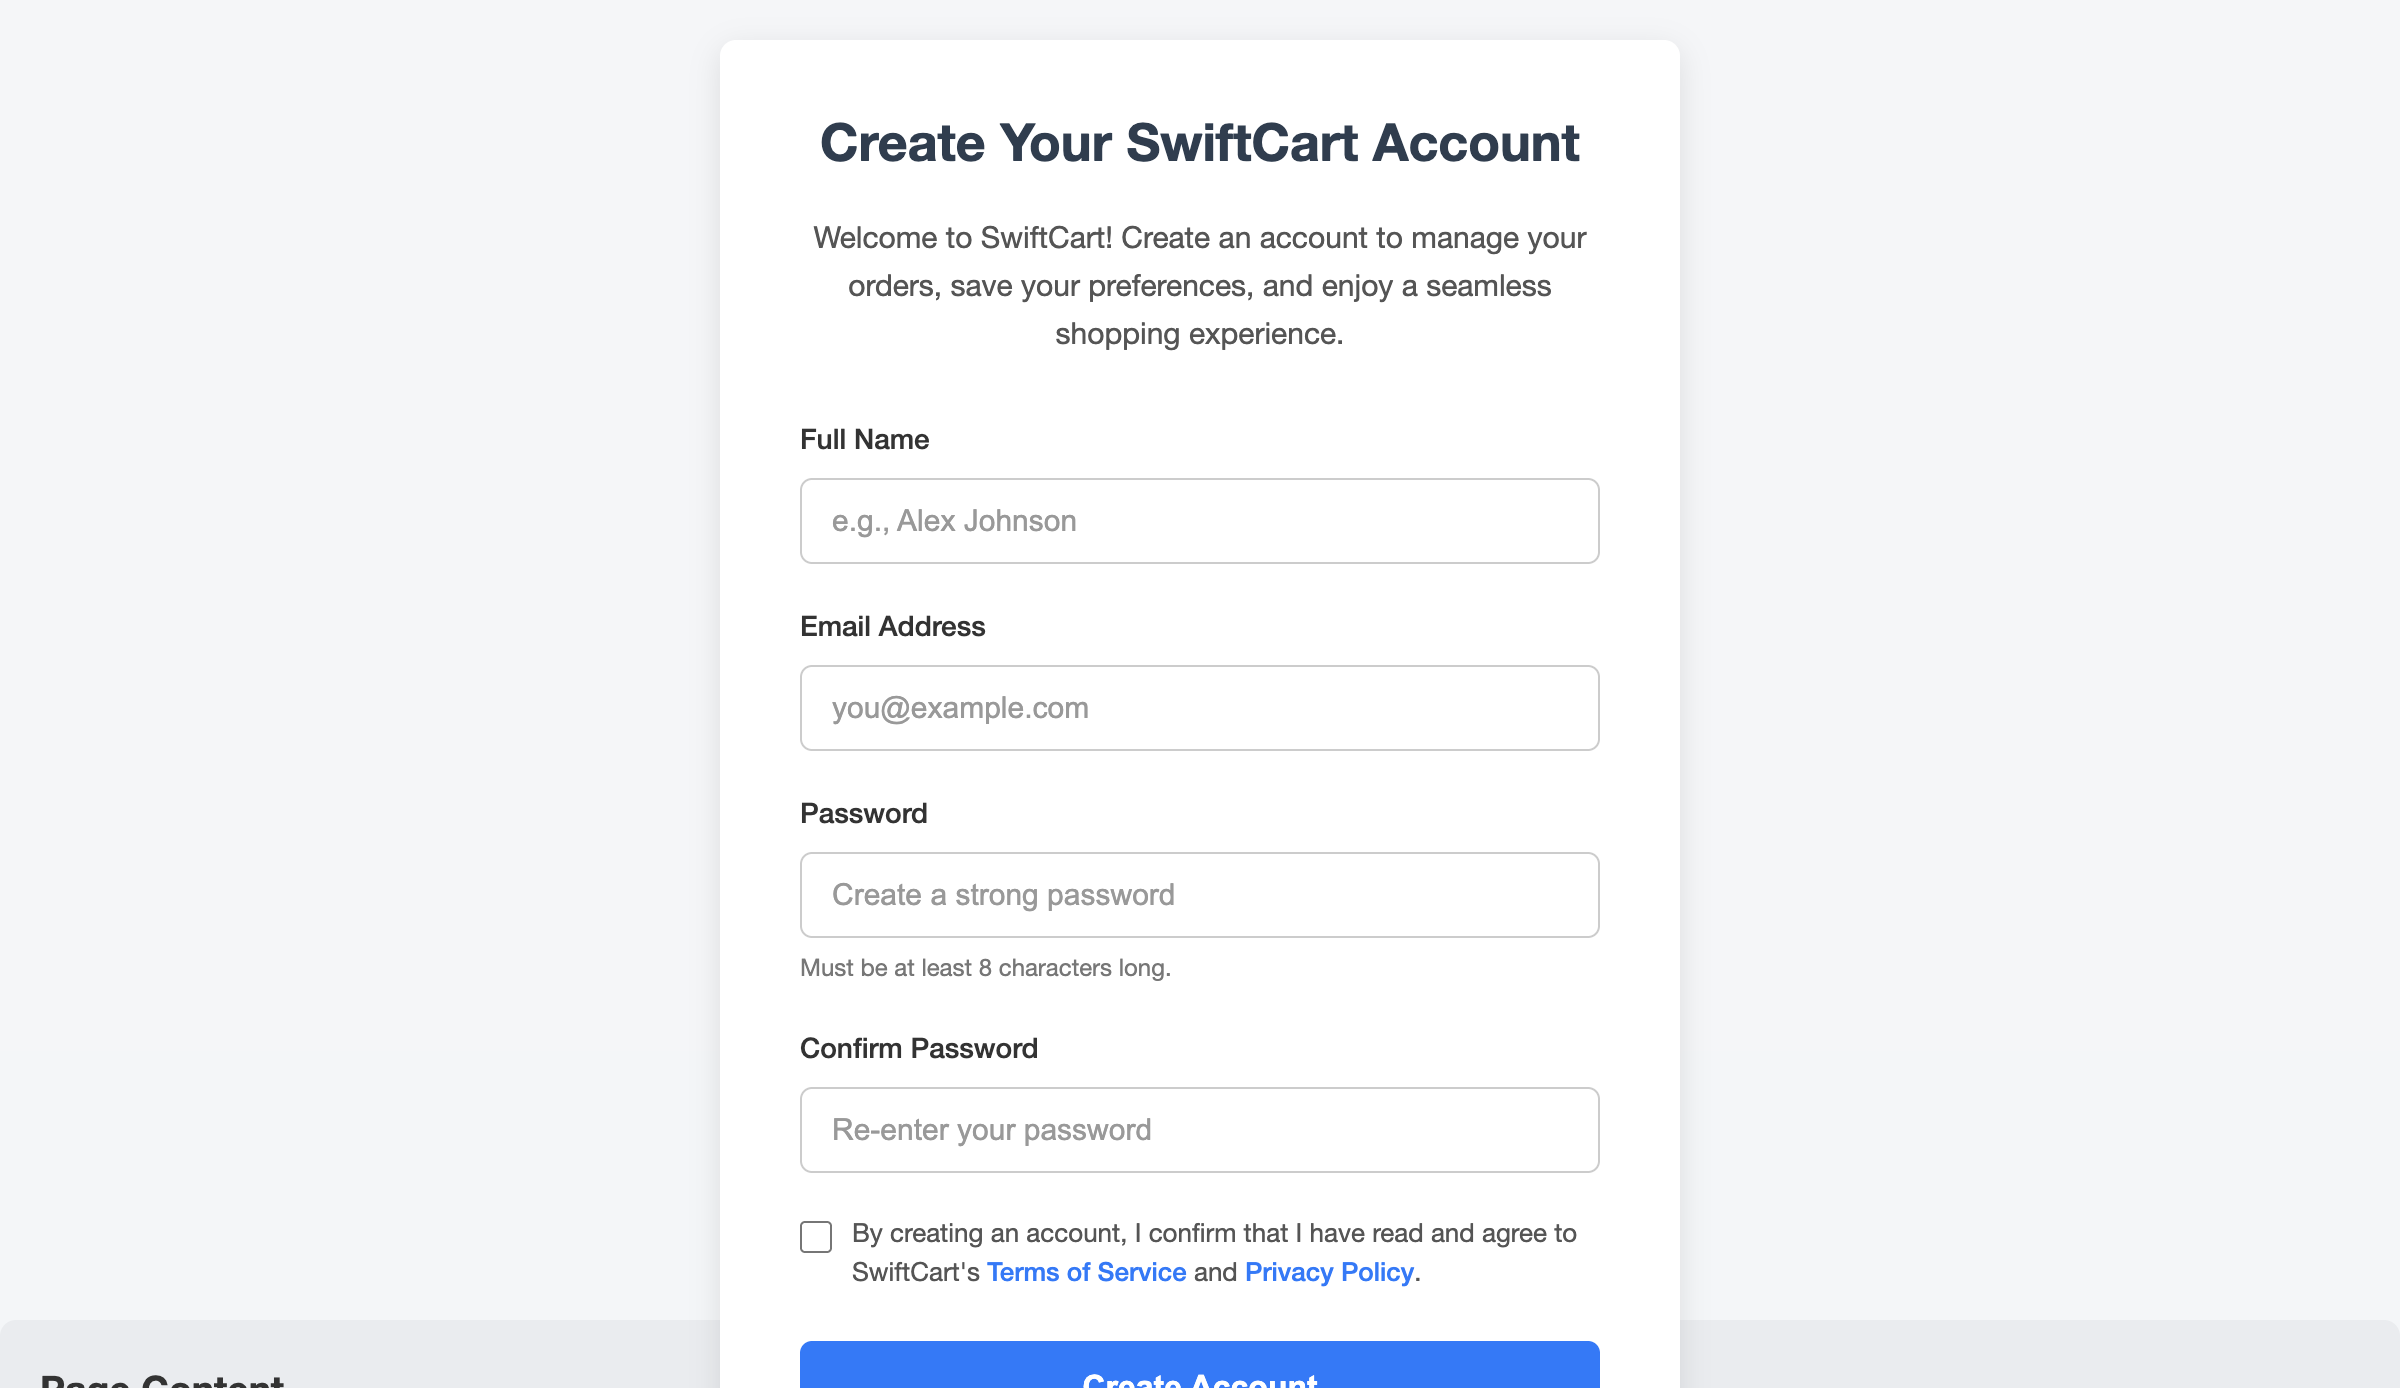 Create Your SwiftCart Account
Welcome to SwiftCart! Create an account to manage your
orders, save your preferences, and enjoy a seamless
shopping experience.
Full Name
e.g., Alex Johnson
Email Address
you@example.com
Password
Create a strong password
Must be at least 8 characters long.
Confirm Password
Re-enter your password
By creating an account, I confirm that I have read and agree to
SwiftCart's Terms of Service and Privacy Policy.
Create Account
Page Content